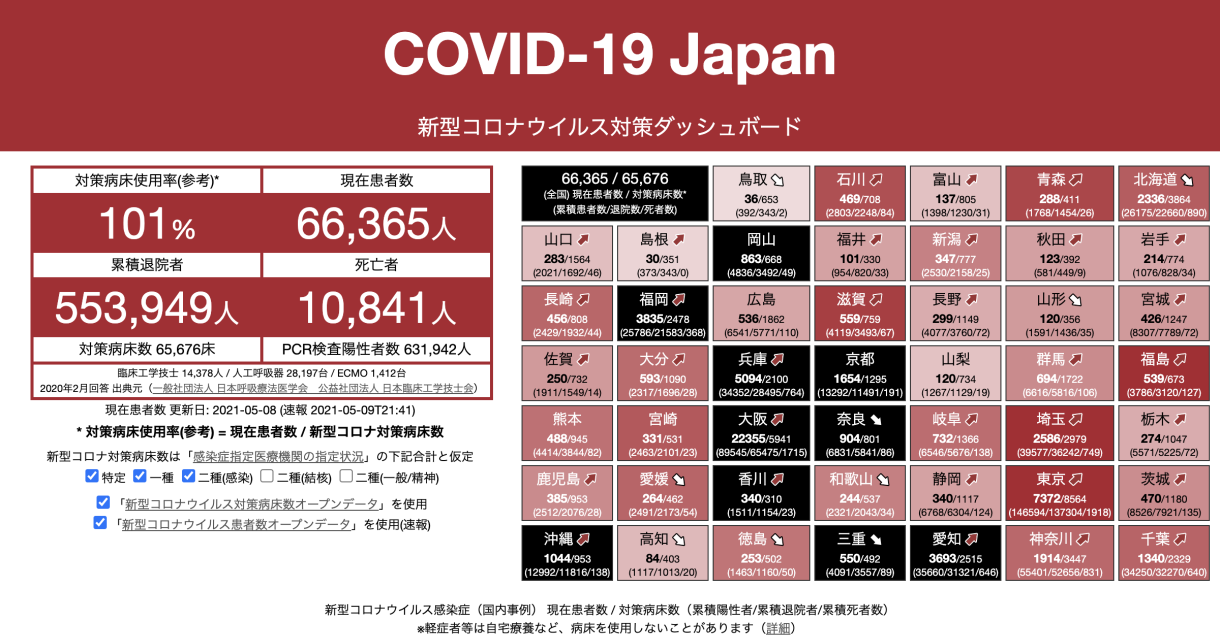 COVID-19 Japan
新型コロナウイルス対策ダッシュボード
対策病床使用率(参考)* 現在患者数
101% 66,365人
累積退院者 死亡者
553,949人 10,841人
対策病床数 65,676床 PCR検査陽性者数 631,942人
臨床工学技士 14,378人 / 人工呼吸器 28,197台 / ECMO 1,412台
2020年2月回答 出典元（一般社団法人 日本呼吸療法医学会　公益社団法人 日本臨床工学技士会）
現在患者数 更新日: 2021-05-08 (速報 2021-05-09T21:41)
* 対策病床使用率(参考) = 現在患者数 / 新型コロナ対策病床数
新型コロナ対策病床数は「感染症指定医療機関の指定状況」の下記合計と仮定
特定 一種 二種(感染) 二種(結核) 二種(一般/精神)
「新型コロナウイルス対策病床数オープンデータ」を使用
「新型コロナウイルス患者数オープンデータ」を使用(速報)
66,365 / 65,676
(全国) 現在患者数 / 対策病床数*
(累積患者数/退院数/死者数)
鳥取 石川 富山 青森 北海道
36/653 469/708 137/805 288/411 2336/3864
(392/343/2) (2803/2248/84) (1398/1230/31) (1768/1454/26) (26175/22660/890)
山口 島根 岡山 福井 新潟 秋田 岩手
283/1564 30/351 863/668 101/330 347/777 123/392 214/774
(2021/1692/46) (373/343/0) (4836/3492/49) (954/820/33) (2530/2158/25) (581/449/9) (1076/828/34)
長崎 福岡 広島 滋賀 長野 山形 宮城
456/808 3835/2478 536/1862 559/759 299/1149 120/356 426/1247
(2429/1932/44) (25786/21583/368) (6541/5771/110) (4119/3493/67) (4077/3760/72) (1591/1436/35) (8307/7789/72)
佐賀 大分 兵庫 京都 山梨 群馬 福島
250/732 593/1090 5094/2100 1654/1295 120/734 694/1722 539/673
(1911/1549/14) (2317/1696/28) (34352/28495/764) (13292/11491/191) (1267/1129/19) (6616/5816/106) (3786/3120/127)
熊本 宮崎 大阪 奈良 岐阜 埼玉 栃木
488/945 331/531 22355/5941 904/801 732/1366 2586/2979 274/1047
(4414/3844/82) (2463/2101/23) (89545/65475/1715) (6831/5841/86) (6546/5676/138) (39577/36242/749) (5571/5225/72)
鹿児島 愛媛 香川 和歌山 静岡 東京 茨城
385/953 264/462 340/310 244/537 340/1117 7372/8564 470/1180
(2512/2076/28) (2491/2173/54) (1511/1154/23) (2321/2043/34) (6768/6304/124) (146594/137304/1918) (8526/7921/135)
沖縄 高知 徳島 三重 愛知 神奈川 千葉
1044/953 84/403 253/502 550/492 3693/2515 1914/3447 1340/2329
(12992/11816/138) (1117/1013/20) (1463/1160/50) (4091/3557/89) (35660/31321/646) (55401/52656/831) (34250/32270/640)
新型コロナウイルス感染症（国内事例） 現在患者数 / 対策病床数（累積陽性者/累積退院者/累積死者数）
※軽症者等は自宅療養など、病床を使用しないことがあります（詳細）